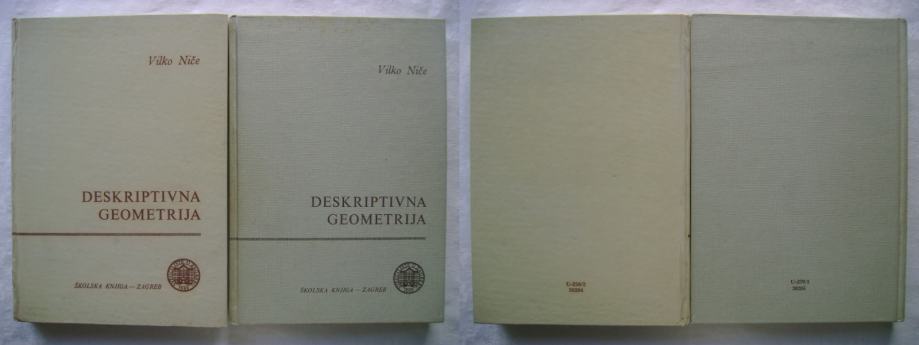 Vilko Niče
DESKRIPTIVNA
GEOMETRIJA
ŠKOLSKA KNJIGA — ZAGREB
Vilko Niče
DESKRIPTIVNA
GEOMETRIJA
ŠKOLSKA KNJIGA — ZAGREB